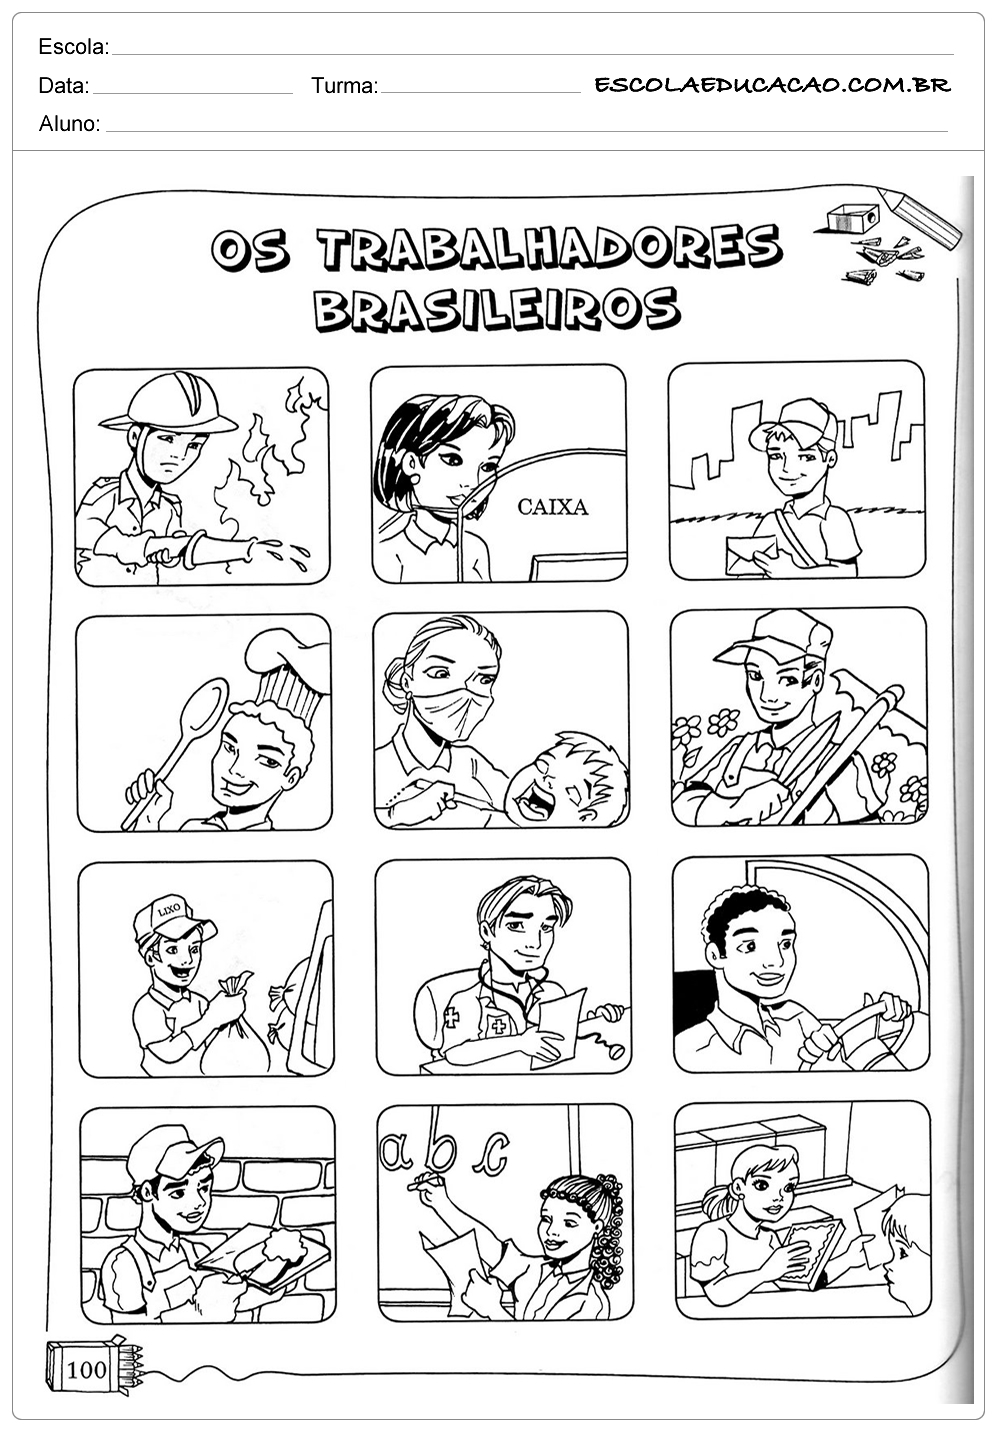 Escola:
Data: Turma: ESCOLAEDUCACAO.COM.BR
Aluno:
OS TRABALHADORES
BRASILEIROS
CAIXA
LIXO
a b c
100